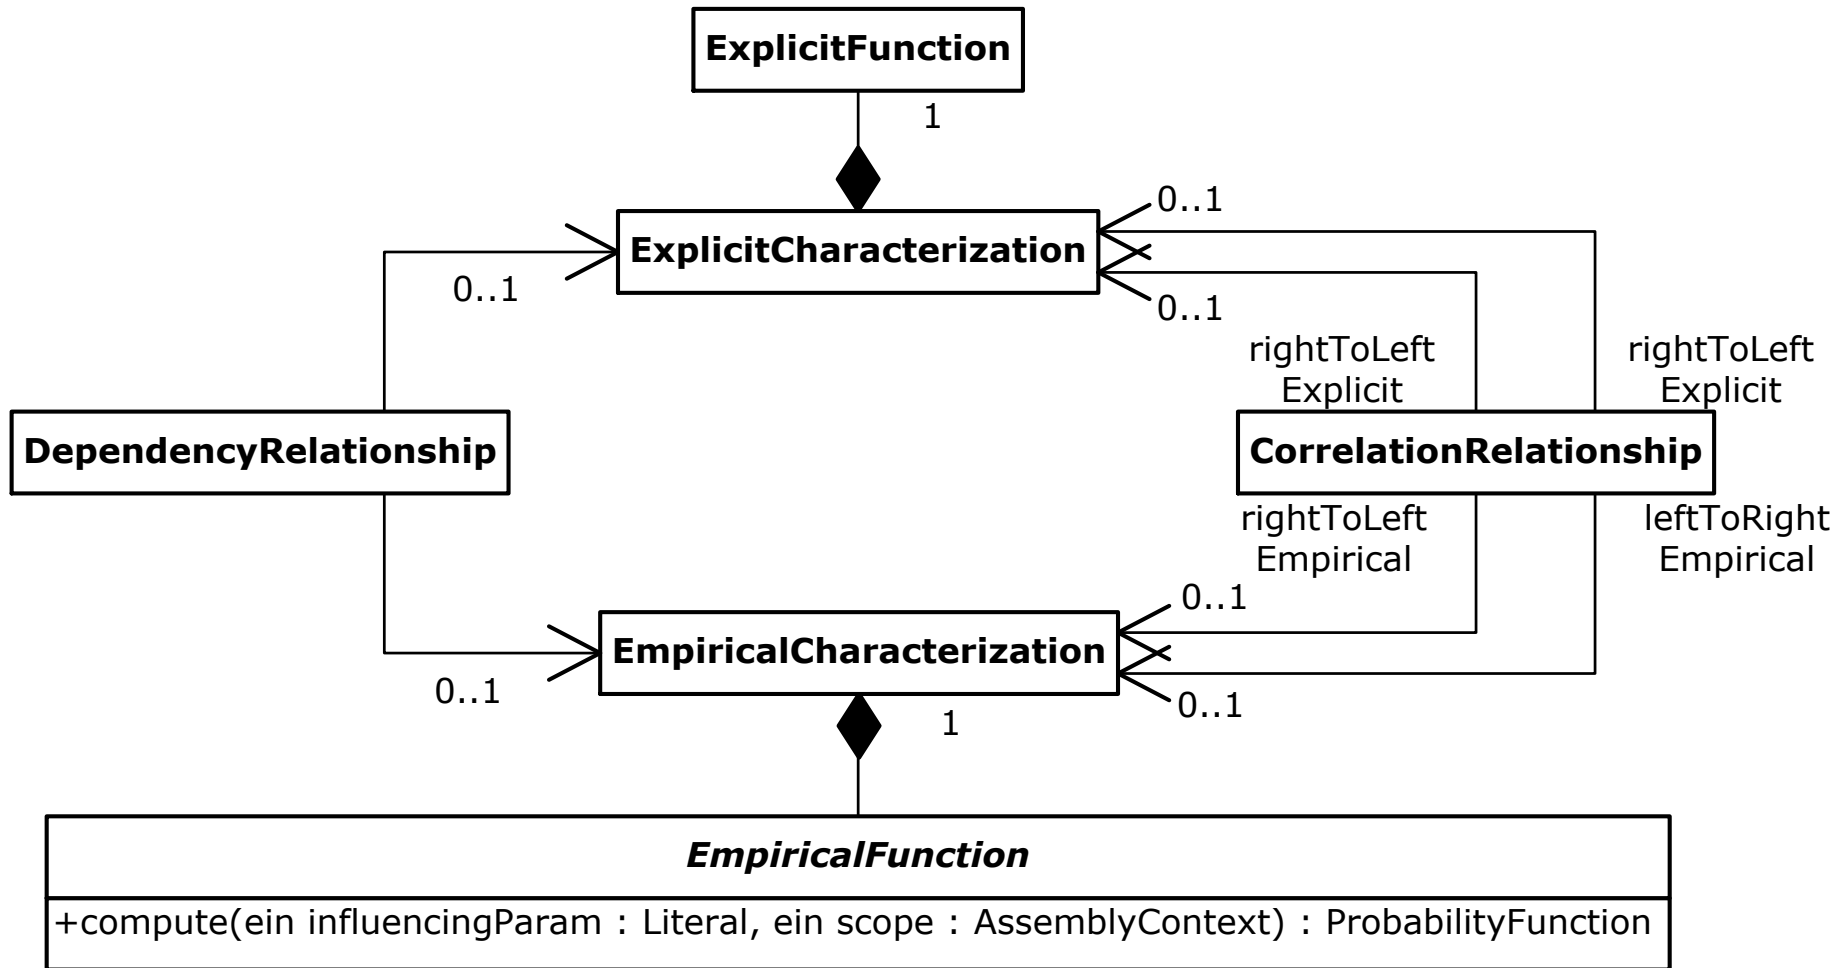 ExplicitFunction
1
0..1
ExplicitCharacterization
0..1
0..1
rightToLeft
Explicit
rightToLeft
Explicit
DependencyRelationship
CorrelationRelationship
rightToLeft
Empirical
leftToRight
Empirical
0..1
EmpiricalCharacterization
0..1
0..1
1
EmpiricalFunction
+compute(ein influencingParam : Literal, ein scope : AssemblyContext) : ProbabilityFunction